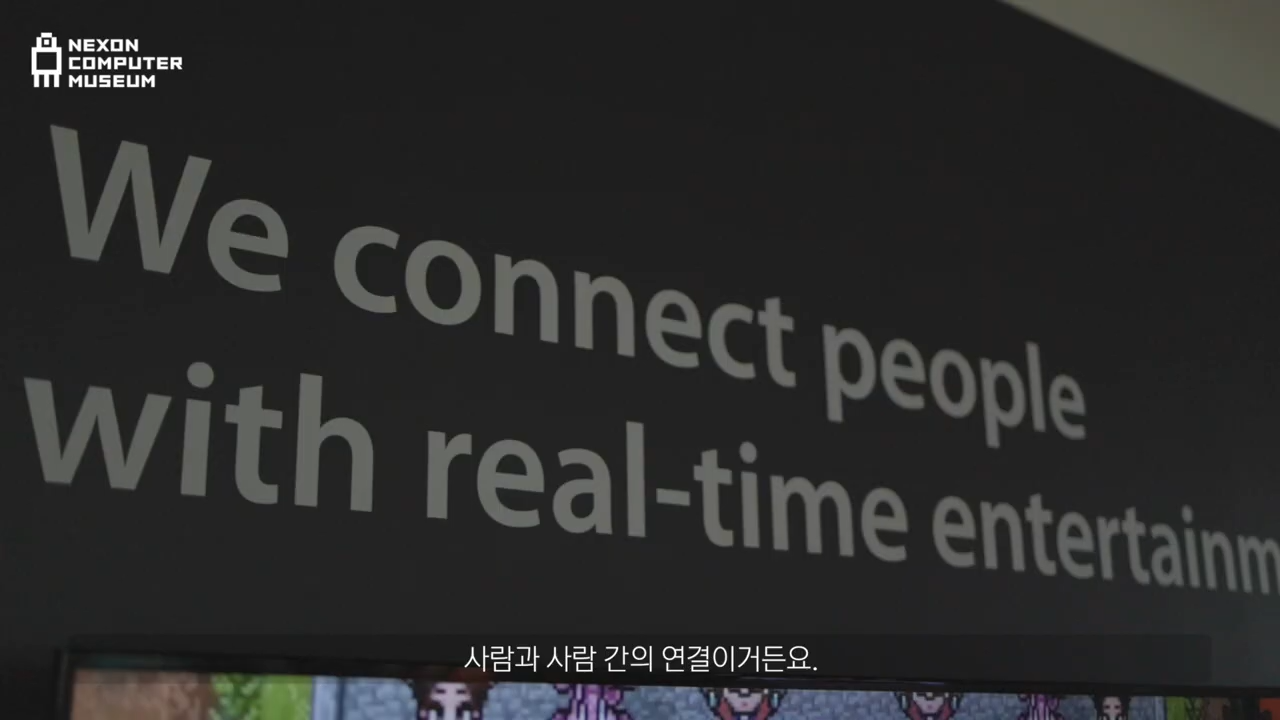 NEXON
COMPUTER
MUSEUM
We connect people
with real-time entertainm
사람과 사람 간의 연결이거든요.